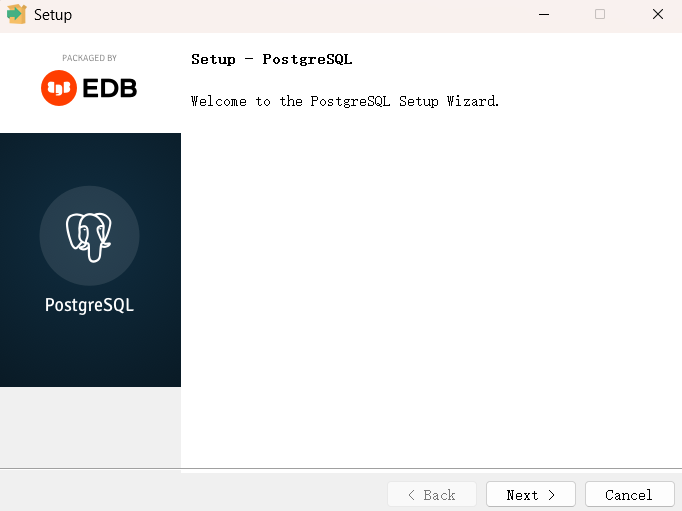 Setup
PACKAGED BY
EDB
Setup - PostgreSQL
Welcome to the PostgreSQL Setup Wizard.
PostgreSQL
< Back
Next >
Cancel